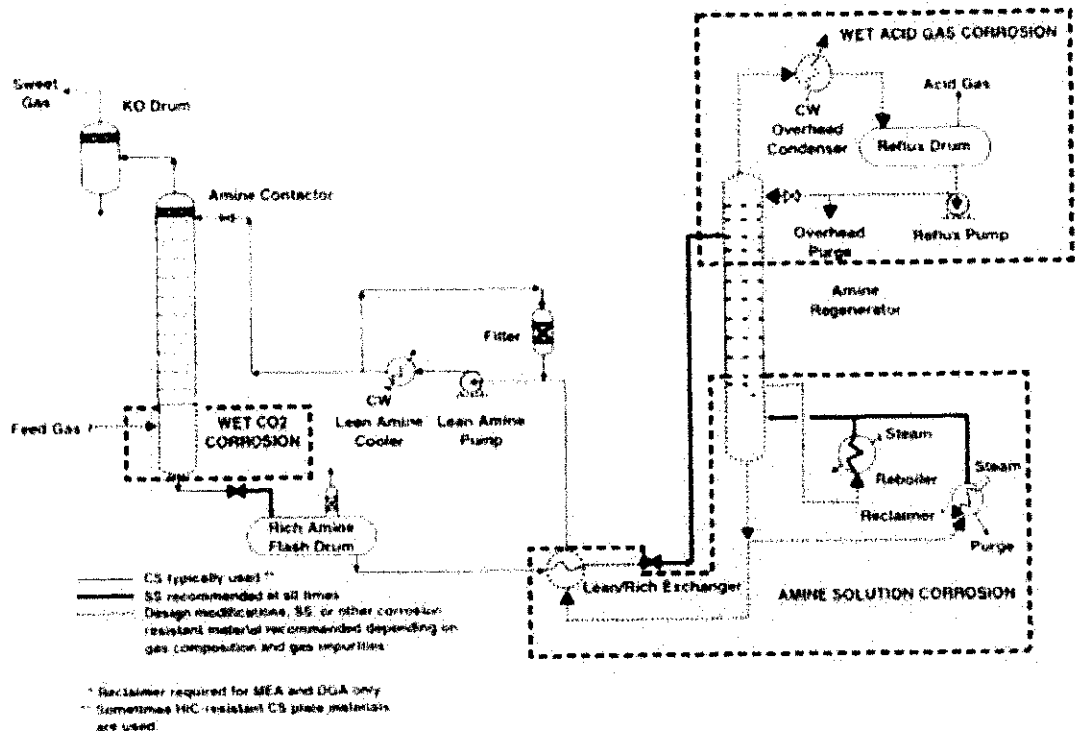 WET ACID GAS CORROSION
Sweet
Gas
KO Drum
CW
Overhead
Condenser
Acid Gas
Reflux Drum
Amine Contactor
Overhead
Purge
Reflux Pump
Amine
Regenerator
Filter
CW
Lean Amine
Cooler
Lean Amine
Pump
Feed Gas
WET CO2
CORROSION
Steam
Reboiler
Steam
Reclaimer *
Purge
Rich Amine
Flash Drum
Lean/Rich Exchanger
AMINE SOLUTION CORROSION
CS typically used **
SS recommended at all times
Design modifications, SS, or other corrosion
resistant material recommended depending on
gas composition and gas impurities
* Reclaimer required for MEA and DGA only
** Sometimes HIC-resistant CS plate materials
are used